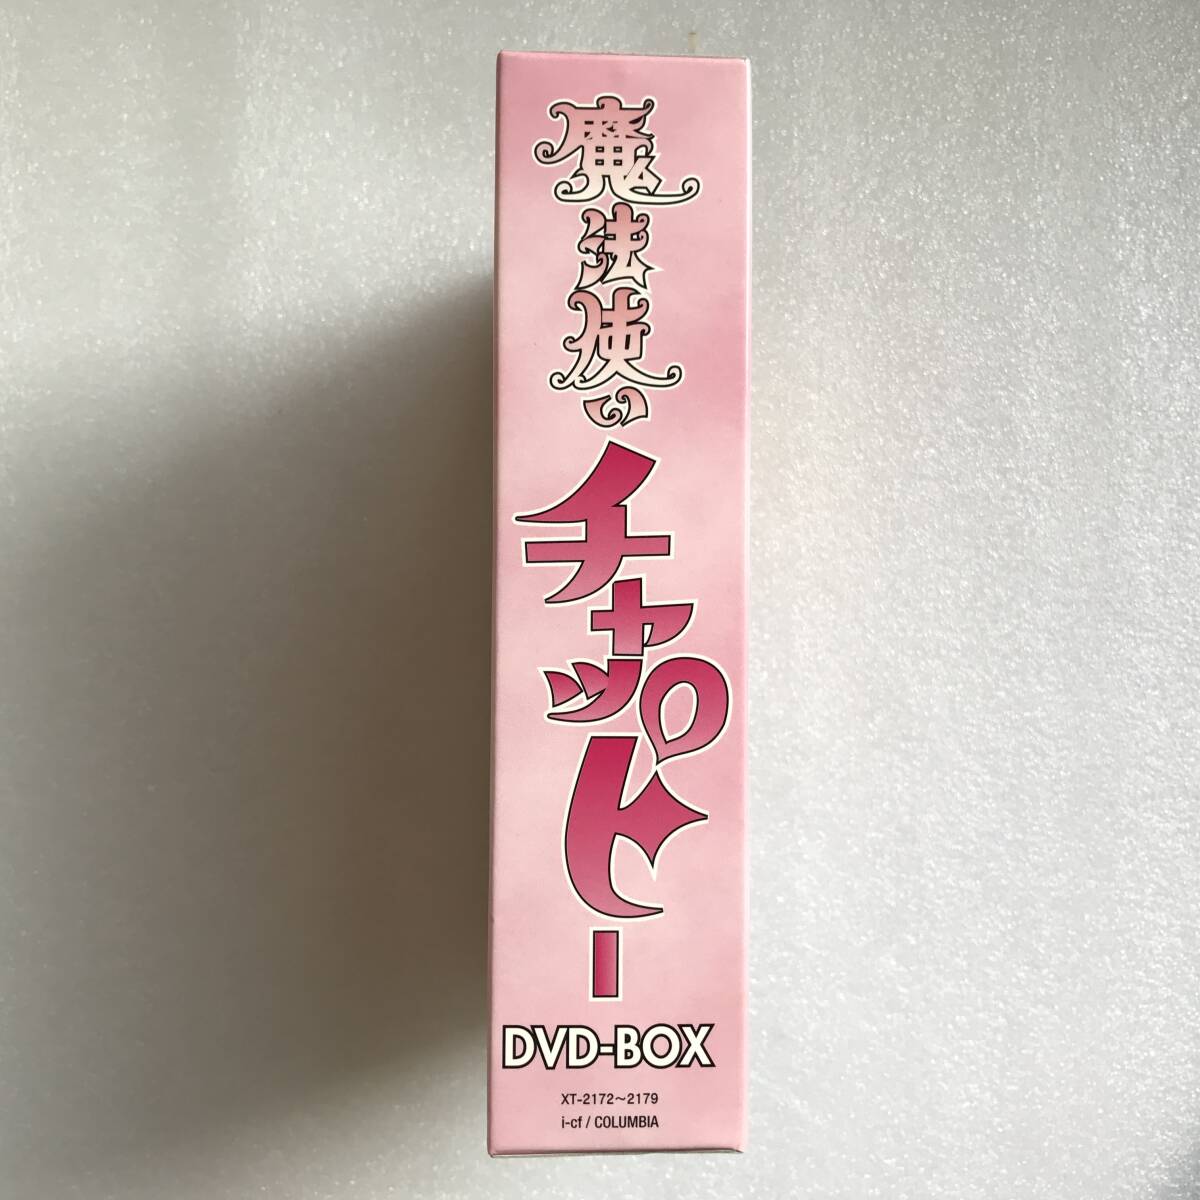 魔法使い
チャッピー
DVD-BOX
XT-2172〜2179
i-cf / COLUMBIA